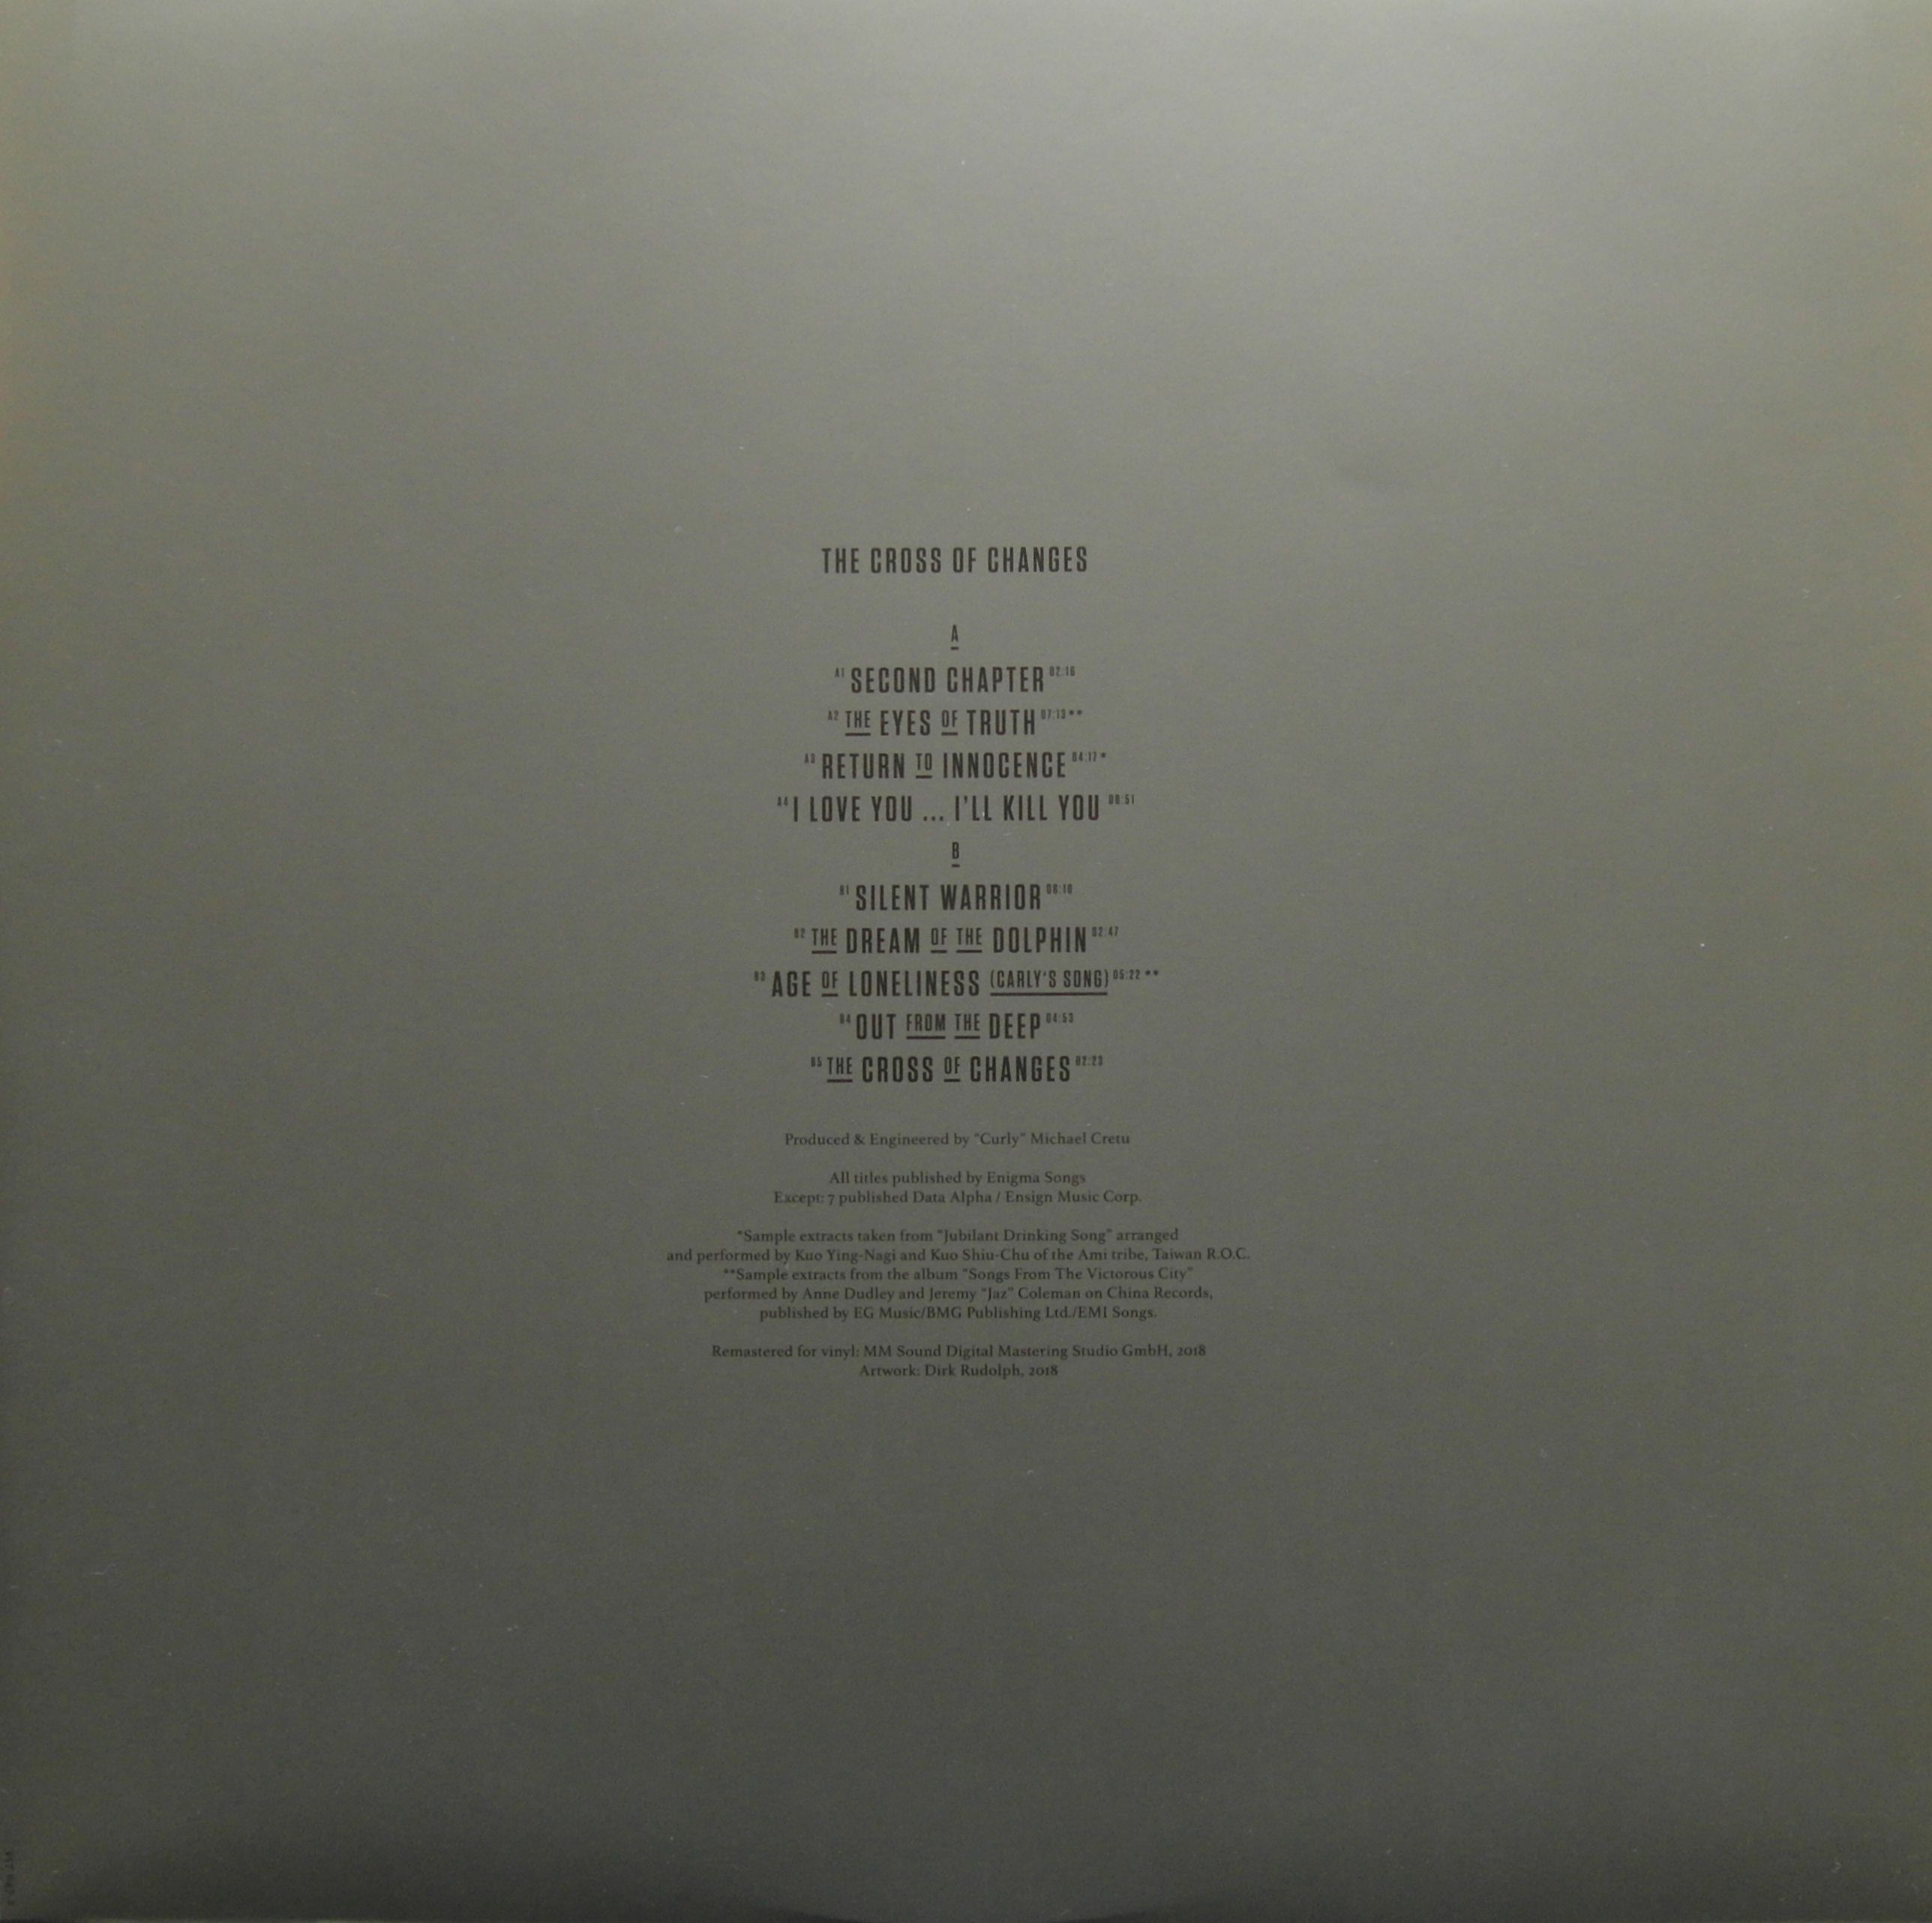 THE CROSS OF CHANGES
A
A1 SECOND CHAPTER 02:16
A2 THE EYES OF TRUTH 07:13**
A3 RETURN TO INNOCENCE 04:17*
A4 I LOVE YOU ... I'LL KILL YOU 08:51
B
B1 SILENT WARRIOR 06:10
B2 THE DREAM OF THE DOLPHIN 02:47
B3 AGE OF LONELINESS (CARLY'S SONG) 05:22**
B4 OUT FROM THE DEEP 04:53
B5 THE CROSS OF CHANGES 02:23
Produced & Engineered by "Curly" Michael Cretu
All titles published by Enigma Songs
Except: 7 published Data Alpha / Ensign Music Corp.
*Sample extracts taken from "Jubilant Drinking Song" arranged
and performed by Kuo Ying-Nagi and Kuo Shiu-Chu of the Ami tribe, Taiwan R.O.C.
**Sample extracts from the album "Songs From The Victorous City"
performed by Anne Dudley and Jeremy "Jaz" Coleman on China Records,
published by EG Music/BMG Publishing Ltd./EMI Songs.
Remastered for vinyl: MM Sound Digital Mastering Studio GmbH, 2018
Artwork: Dirk Rudolph, 2018